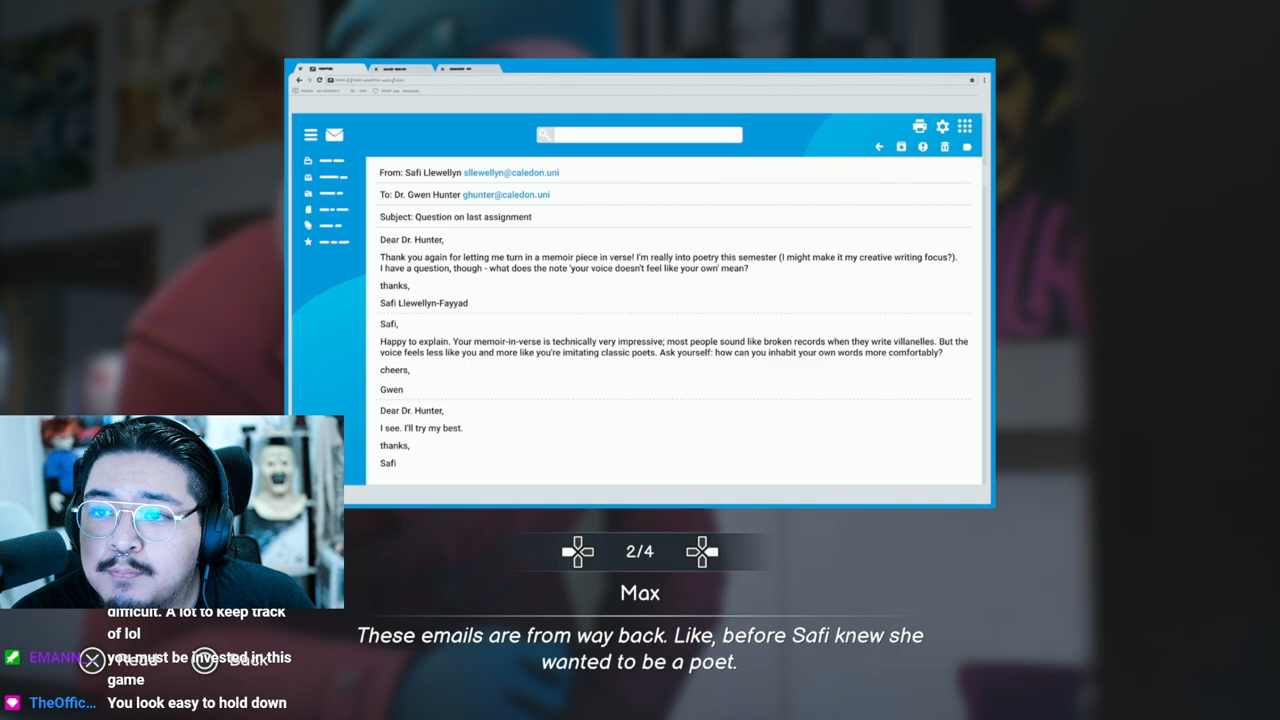 From: Safi Llewellyn sllewellyn@caledon.uni
To: Dr. Gwen Hunter ghunter@caledon.uni
Subject: Question on last assignment
Dear Dr. Hunter,
Thank you again for letting me turn in a memoir piece in verse! I'm really into poetry this semester (I might make it my creative writing focus?).
I have a question, though - what does the note 'your voice doesn't feel like your own' mean?
thanks,
Safi Llewellyn-Fayyad
Safi,
Happy to explain. Your memoir-in-verse is technically very impressive; most people sound like broken records when they write villanelles. But the
voice feels less like you and more like you're imitating classic poets. Ask yourself: how can you inhabit your own words more comfortably?
cheers,
Gwen
Dear Dr. Hunter,
I see. I'll try my best.
thanks,
Safi
2/4
Max
These emails are from way back. Like, before Safi knew she
wanted to be a poet.
difficult. A lot to keep track
of lol
EMANN... you must be invested in this
game
Read
Back
TheOffic... You look easy to hold down